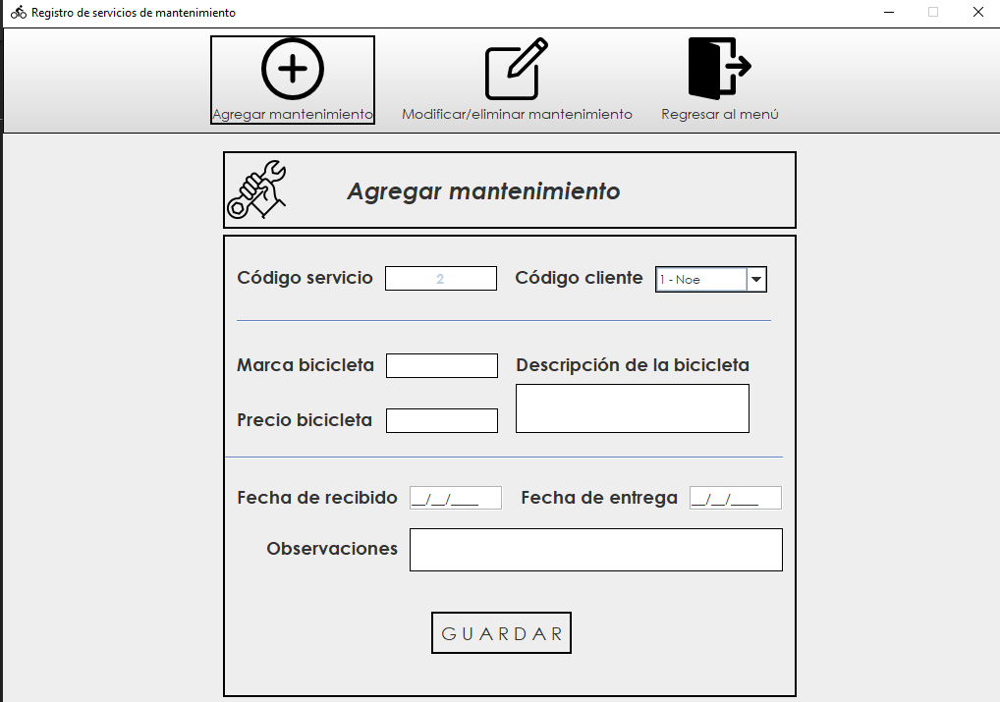 Registro de servicios de mantenimiento
Agregar mantenimiento
Modificar/eliminar mantenimiento
Regresar al menú
Agregar mantenimiento
Código servicio 2 Código cliente 1 - Noe
Marca bicicleta Descripción de la bicicleta
Precio bicicleta
Fecha de recibido __/__/____ Fecha de entrega __/__/____
Observaciones
GUARDAR